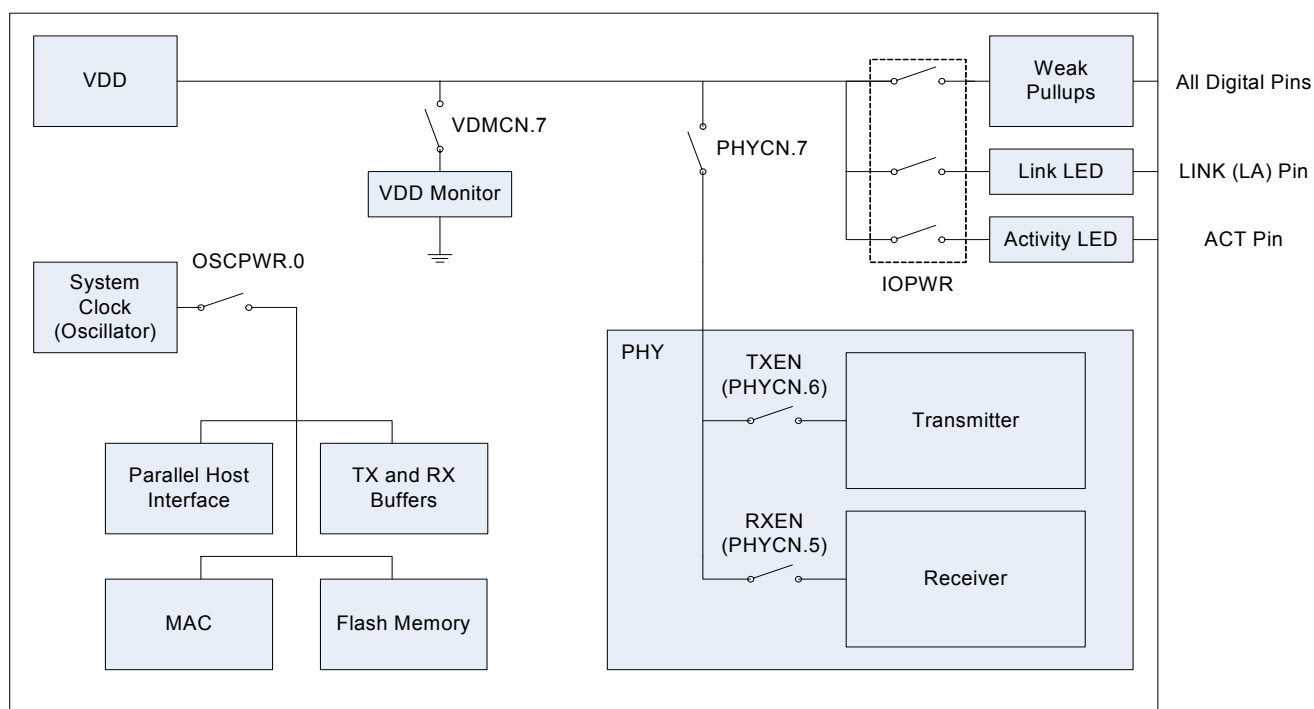 VDD
VDMCN.7
VDD Monitor
PHYCN.7
Weak
Pullups
All Digital Pins
Link LED
LINK (LA) Pin
Activity LED
ACT Pin
IOPWR
System
Clock
(Oscillator)
OSCPWR.0
Parallel Host
Interface
TX and RX
Buffers
MAC
Flash Memory
PHY
TXEN
(PHYCN.6)
Transmitter
RXEN
(PHYCN.5)
Receiver